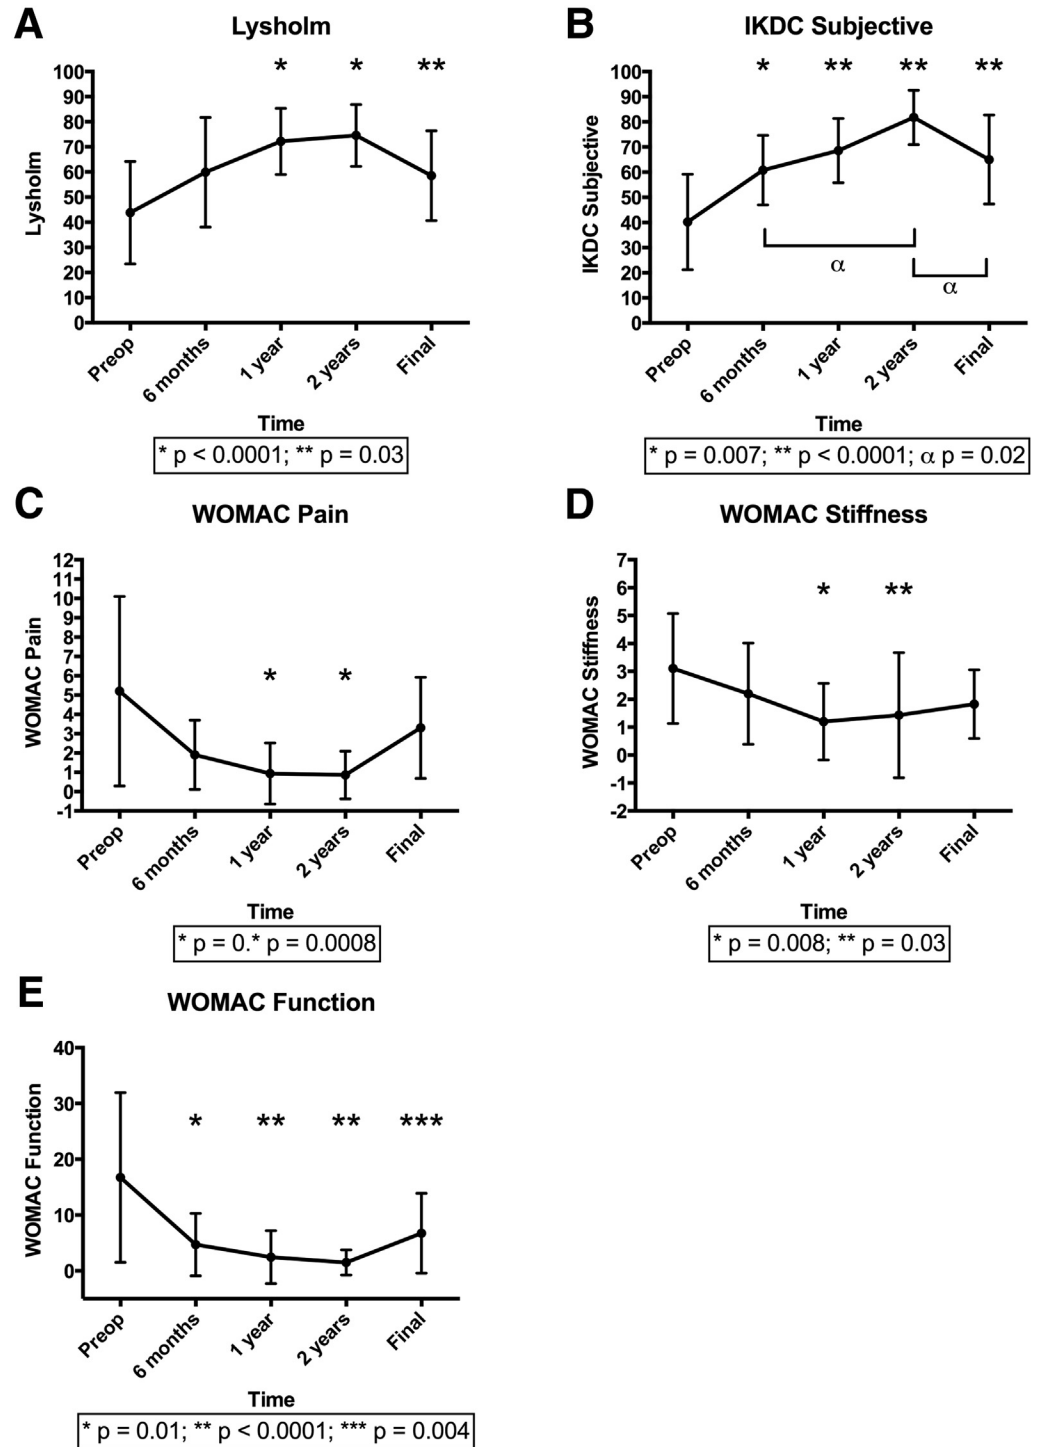 A
Lysholm
* * **
Lysholm
100
90
80
70
60
50
40
30
20
10
0
Preop 6 months 1 year 2 years Final
Time
* p < 0.0001; ** p = 0.03
B
IKDC Subjective
* ** ** **
IKDC Subjective
100
90
80
70
60
50
40
30
20
10
0
α
α
Preop 6 months 1 year 2 years Final
Time
* p = 0.007; ** p < 0.0001; α p = 0.02
C
WOMAC Pain
WOMAC Pain
12
11
10
9
8
7
6
5
4
3
2
1
0
-1
* *
Preop 6 months 1 year 2 years Final
Time
* p = 0.* p = 0.0008
D
WOMAC Stiffness
WOMAC Stiffness
7
6
5
4
3
2
1
0
-1
-2
* **
Preop 6 months 1 year 2 years Final
Time
* p = 0.008; ** p = 0.03
E
WOMAC Function
WOMAC Function
40
30
20
10
0
* ** ** ***
Preop 6 months 1 year 2 years Final
Time
* p = 0.01; ** p < 0.0001; *** p = 0.004